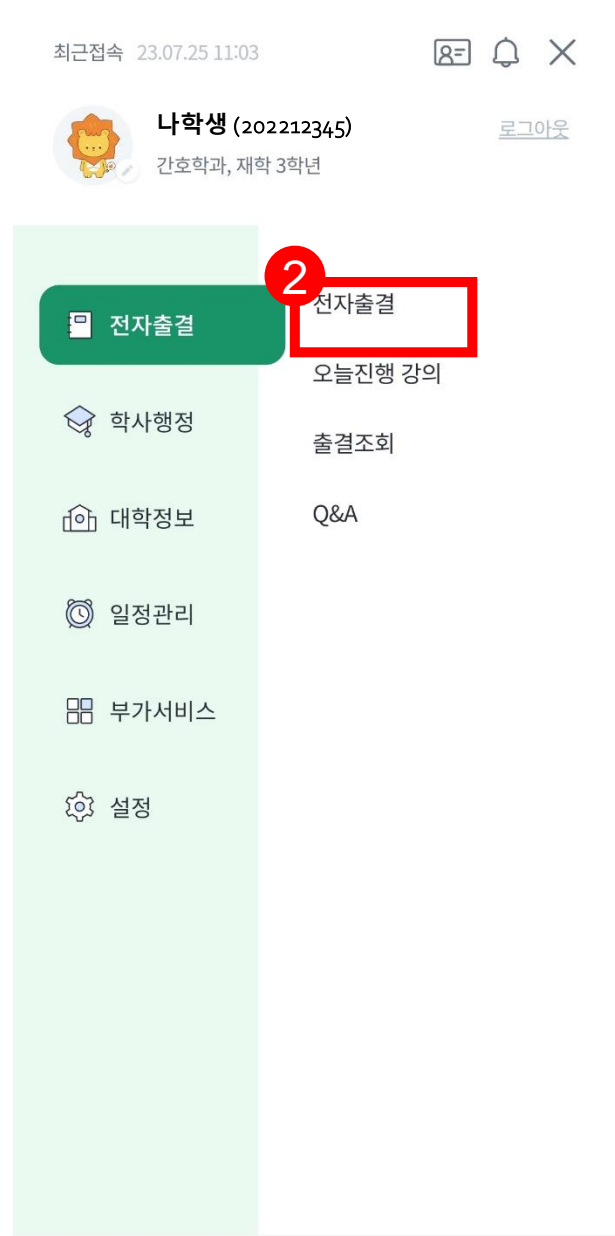 최근접속 23.07.25 11:03
나학생 (202212345)
로그아웃
간호학과, 재학 3학년
2
전자출결
학사행정
대학정보
일정관리
부가서비스
설정
전자출결
오늘진행 강의
출결조회
Q&A